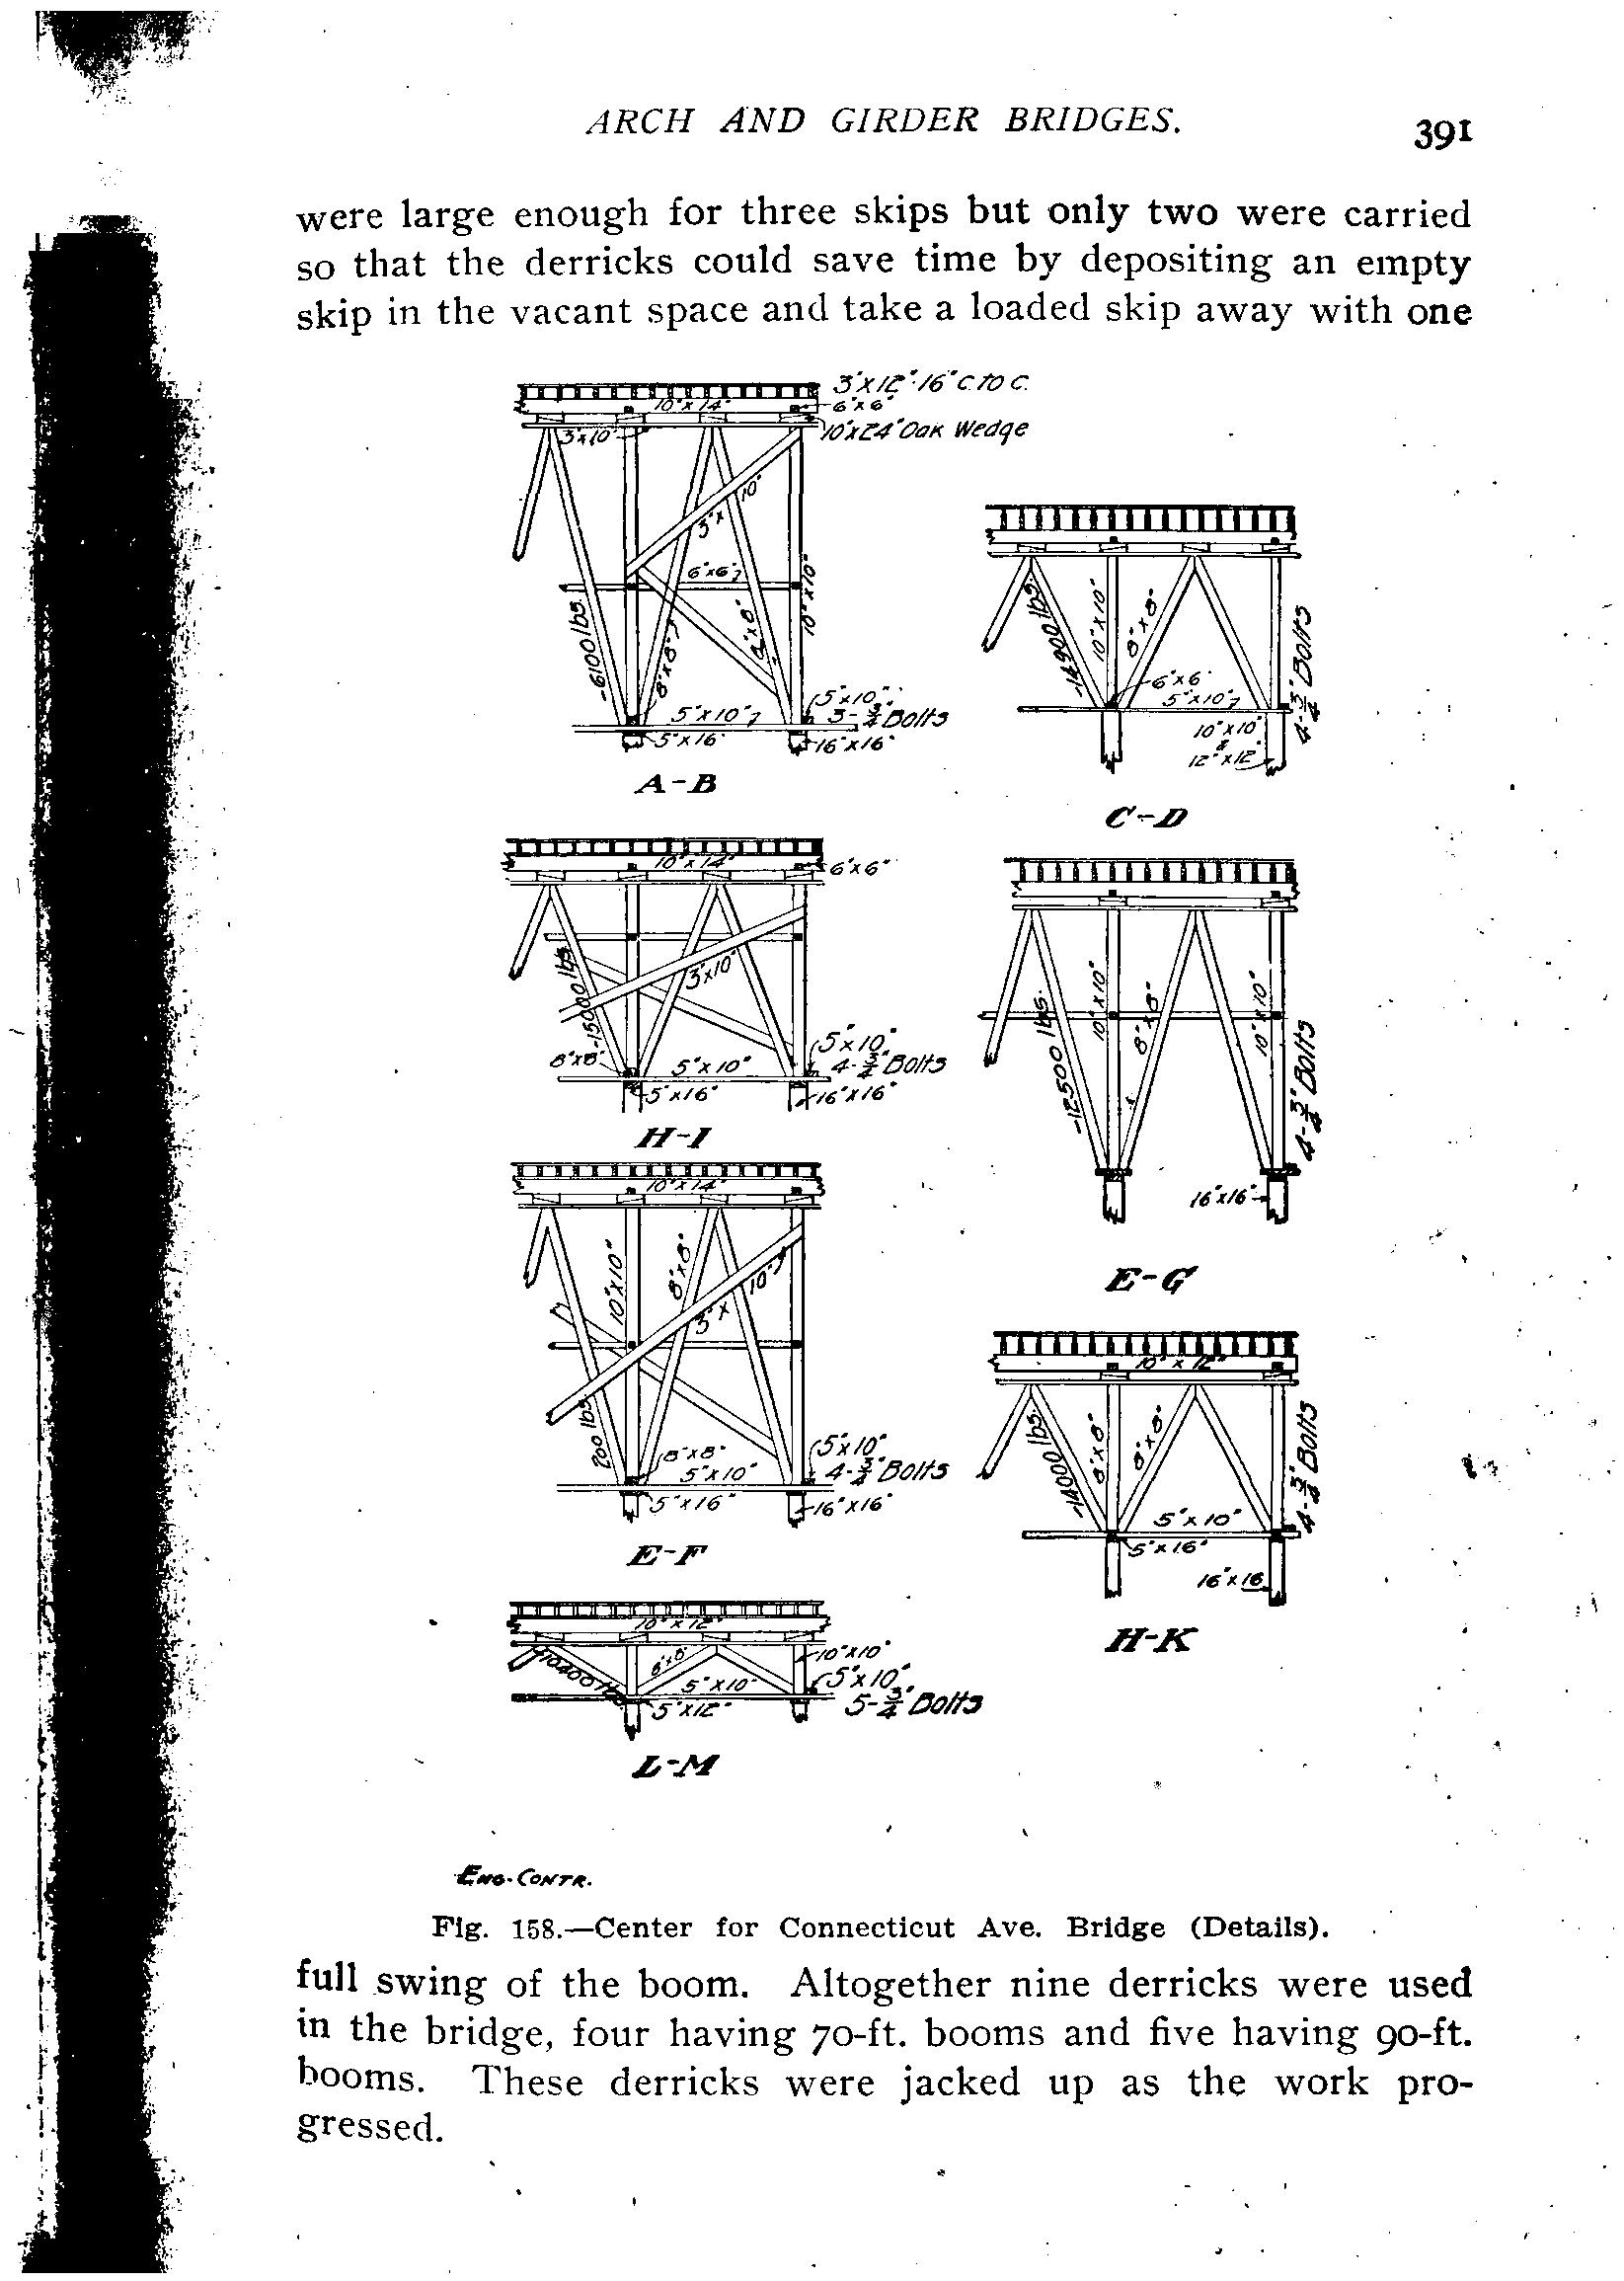 ARCH AND GIRDER BRIDGES.
391
were large enough for three skips but only two were carried
so that the derricks could save time by depositing an empty
skip in the vacant space and take a loaded skip away with one
3"x12"-16" C. to C.
10"x14"
6"x6"
3"x10"
10"x24" Oak Wedge
3"x10"
6"x6"
10"x10"
-6100 lbs.
8"x8"
8"x8"
5"x10"
5"x10"
3-3/4" Bolts
5"x16"
16"x16"
A-B
-14900 lbs.
10"x10"
8"x8"
6"x6"
5"x10"
4-3/4" Bolts
10"x10"
&
12"x12"
C-D
10"x14"
6"x6"
3"x10"
-15000 lbs.
8"x8"
5"x10"
5"x10"
4-3/4" Bolts
5"x16"
16"x16"
H-I
10"x10"
8"x8"
10"x10"
-12500 lbs.
4-3/4" Bolts
16"x16"
E-G
10"x14"
10"x10"
8"x8"
3"x10"
200 lbs.
8"x8"
5"x10"
5"x10"
4-3/4" Bolts
5"x16"
16"x16"
E-F
10"x12"
-14000 lbs.
8"x8"
8"x8"
4-3/4" Bolts
5"x10"
5"x16"
16"x16
H-K
10"x12"
10"x10"
10400 lbs
6"x8"
5"x10"
5"x10"
5-3/4" Bolts
5"x12"
L-M
ENG-CONTR.
Fig. 158.—Center for Connecticut Ave. Bridge (Details).
full swing of the boom. Altogether nine derricks were used
in the bridge, four having 70-ft. booms and five having 90-ft.
booms. These derricks were jacked up as the work pro-
gressed.